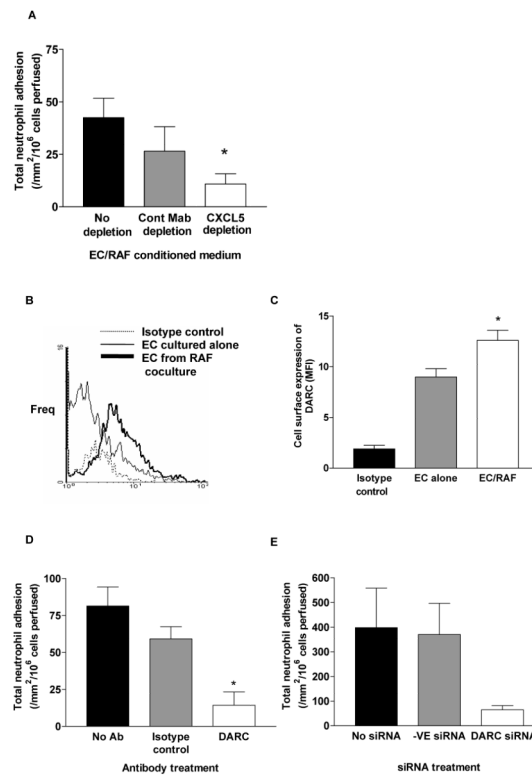 A
Total neutrophil adhesion
(/mm²/10⁶ cells perfused)
75
50
25
0
*
No depletion
Cont Mab depletion
CXCL5 depletion
EC/RAF conditioned medium
B
Isotype control
EC cultured alone
EC from RAF coculture
Freq
0
10⁰
10¹
10²
C
Cell surface expression of
DARC (MFI)
15
10
5
0
*
Isotype control
EC alone
EC/RAF
D
Total neutrophil adhesion
(/mm²/10⁶ cells perfused)
100
75
50
25
0
*
No Ab
Isotype control
DARC
Antibody treatment
E
Total neutrophil adhesion
(/mm²/10⁶ cells perfused)
600
500
400
300
200
100
0
No siRNA
-VE siRNA
DARC siRNA
siRNA treatment